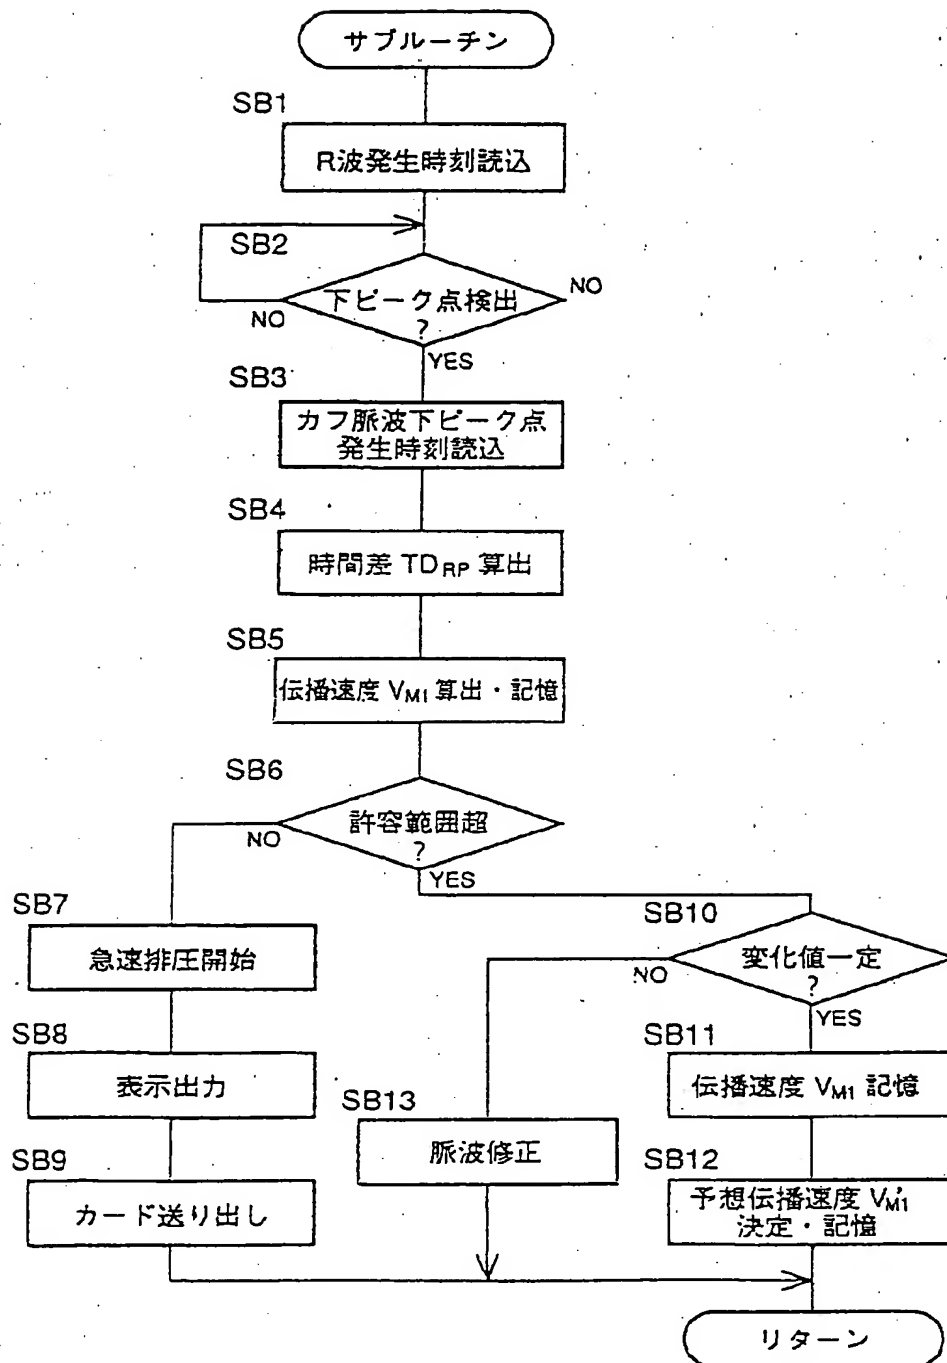 サブルーチン
SB1
R波発生時刻読込
SB2
下ピーク点検出
?
NO
NO
YES
SB3
カフ脈波下ピーク点
発生時刻読込
SB4
時間差 TDRP 算出
SB5
伝播速度 VM1 算出・記憶
SB6
許容範囲超
?
NO
YES
SB7
急速排圧開始
SB10
変化値一定
?
NO
YES
SB8
表示出力
SB11
伝播速度 VM1 記憶
SB13
脈波修正
SB9
カード送り出し
SB12
予想伝播速度 VM1'
決定・記憶
リターン